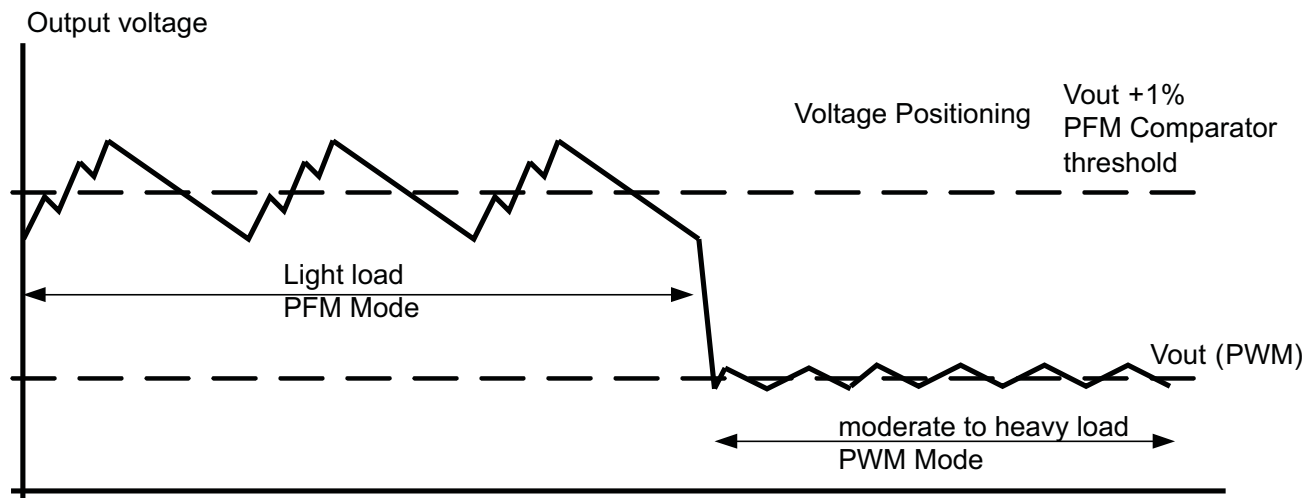 Output voltage
Voltage Positioning
Vout +1%
PFM Comparator
threshold
Light load
PFM Mode
Vout (PWM)
moderate to heavy load
PWM Mode